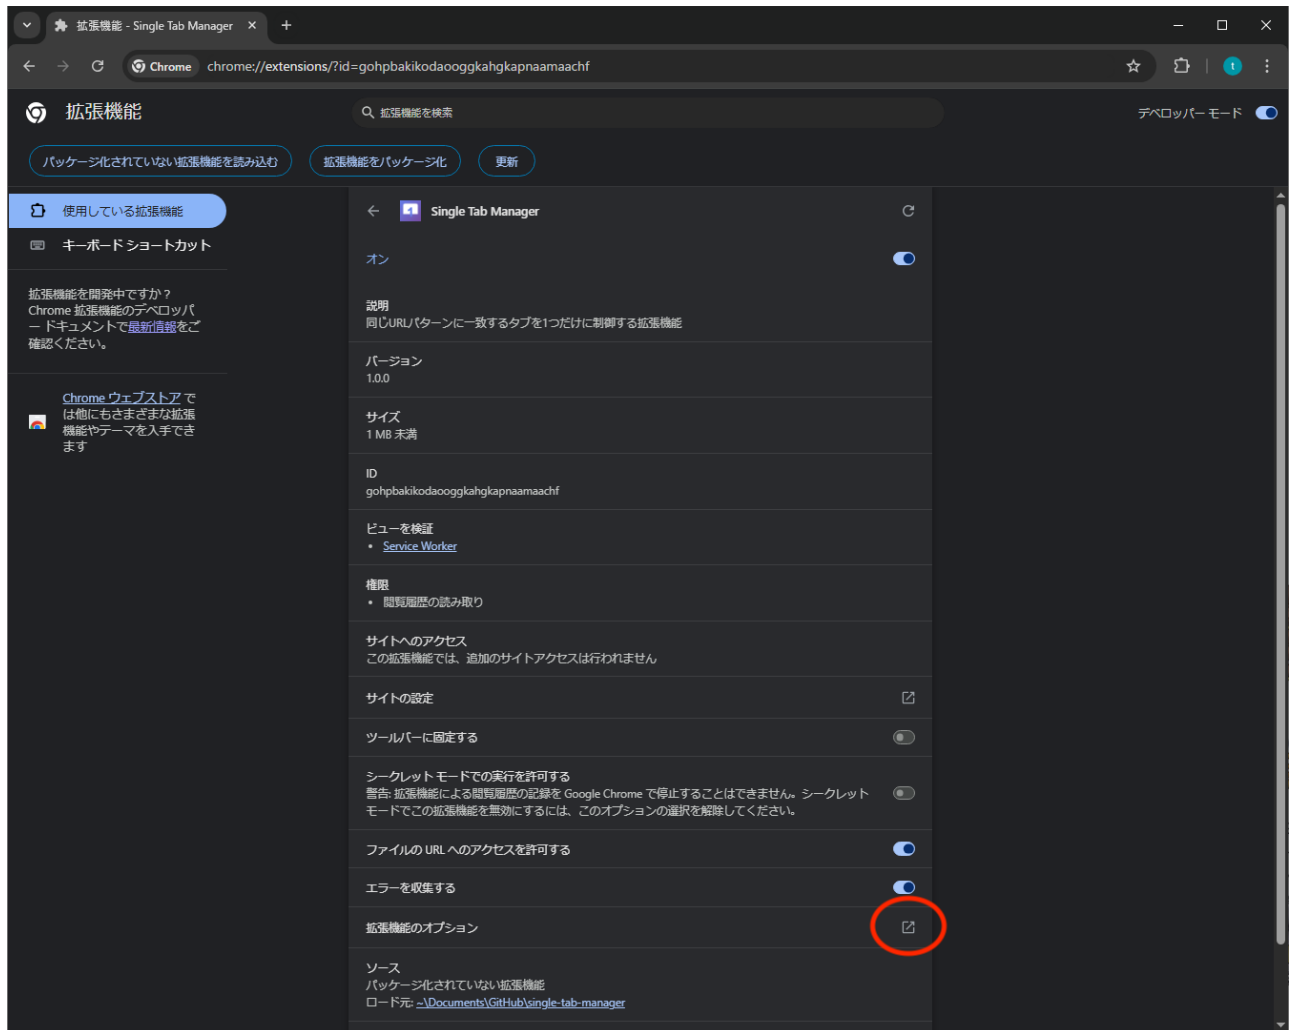 拡張機能 - Single Tab Manager
Chrome
chrome://extensions/?id=gohpbakikodaooggkahgkapnaamaachf
t
拡張機能
拡張機能を検索
デベロッパー モード
パッケージ化されていない拡張機能を読み込む
拡張機能をパッケージ化
更新
使用している拡張機能
キーボード ショートカット
拡張機能を開発中ですか？
Chrome 拡張機能のデベロッパ
ー ドキュメントで最新情報をご
確認ください。
Chrome ウェブストア で
は他にもさまざまな拡張
機能やテーマを入手でき
ます
Single Tab Manager
オン
説明
同じURLパターンに一致するタブを1つだけに制御する拡張機能
バージョン
1.0.0
サイズ
1 MB 未満
ID
gohpbakikodaooggkahgkapnaamaachf
ビューを検証
• Service Worker
権限
• 閲覧履歴の読み取り
サイトへのアクセス
この拡張機能では、追加のサイトアクセスは行われません
サイトの設定
ツールバーに固定する
シークレット モードでの実行を許可する
警告: 拡張機能による閲覧履歴の記録を Google Chrome で停止することはできません。シークレット
モードでこの拡張機能を無効にするには、このオプションの選択を解除してください。
ファイルの URL へのアクセスを許可する
エラーを収集する
拡張機能のオプション
ソース
パッケージ化されていない拡張機能
ロード元: ~\Documents\GitHub\single-tab-manager